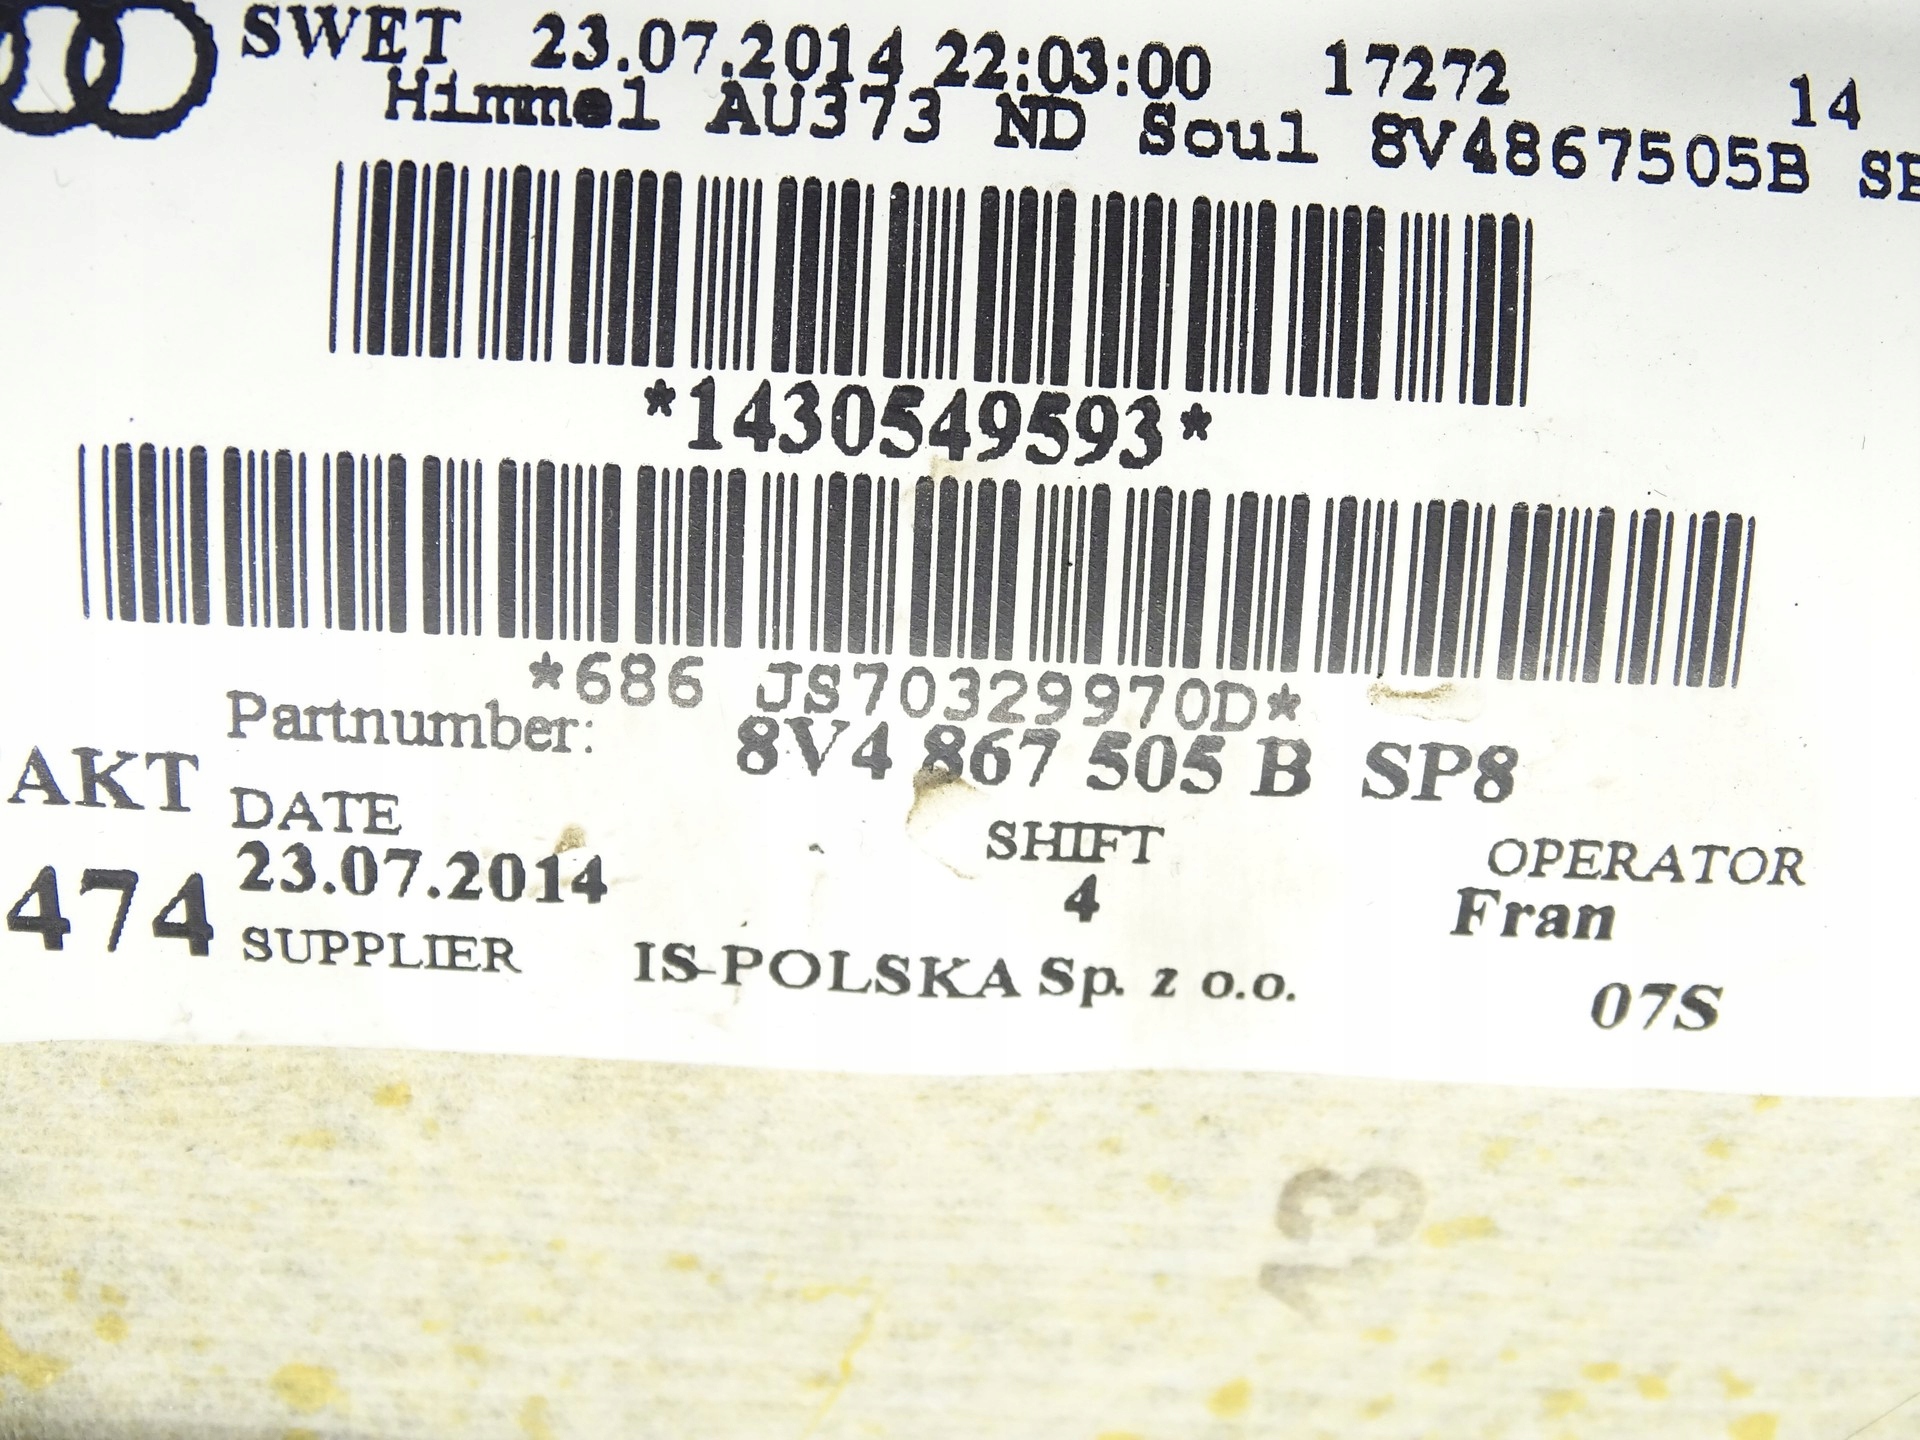 SWET 23.07.2014 22:03:00 17272 14
Himmel AU373 ND Soul 8V4867505B
*1430549593*
*686 JS70329970D*
Partnumber: 8V4 867 505 B SP8
AKT
DATE SHIFT OPERATOR
474 23.07.2014 4 Fran
SUPPLIER IS-POLSKA Sp. z o.o. 07S
13